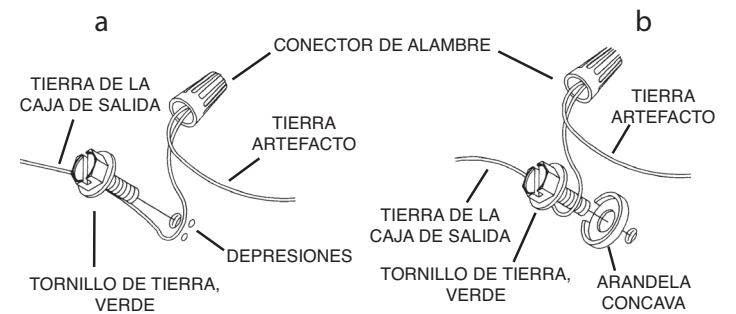 a
b
CONECTOR DE ALAMBRE
TIERRA DE LA
CAJA DE SALIDA
TIERRA
ARTEFACTO
DEPRESIONES
TORNILLO DE TIERRA,
VERDE
TIERRA
ARTEFACTO
TIERRA DE LA
CAJA DE SALIDA
TORNILLO DE TIERRA,
VERDE
ARANDELA
CONCAVA